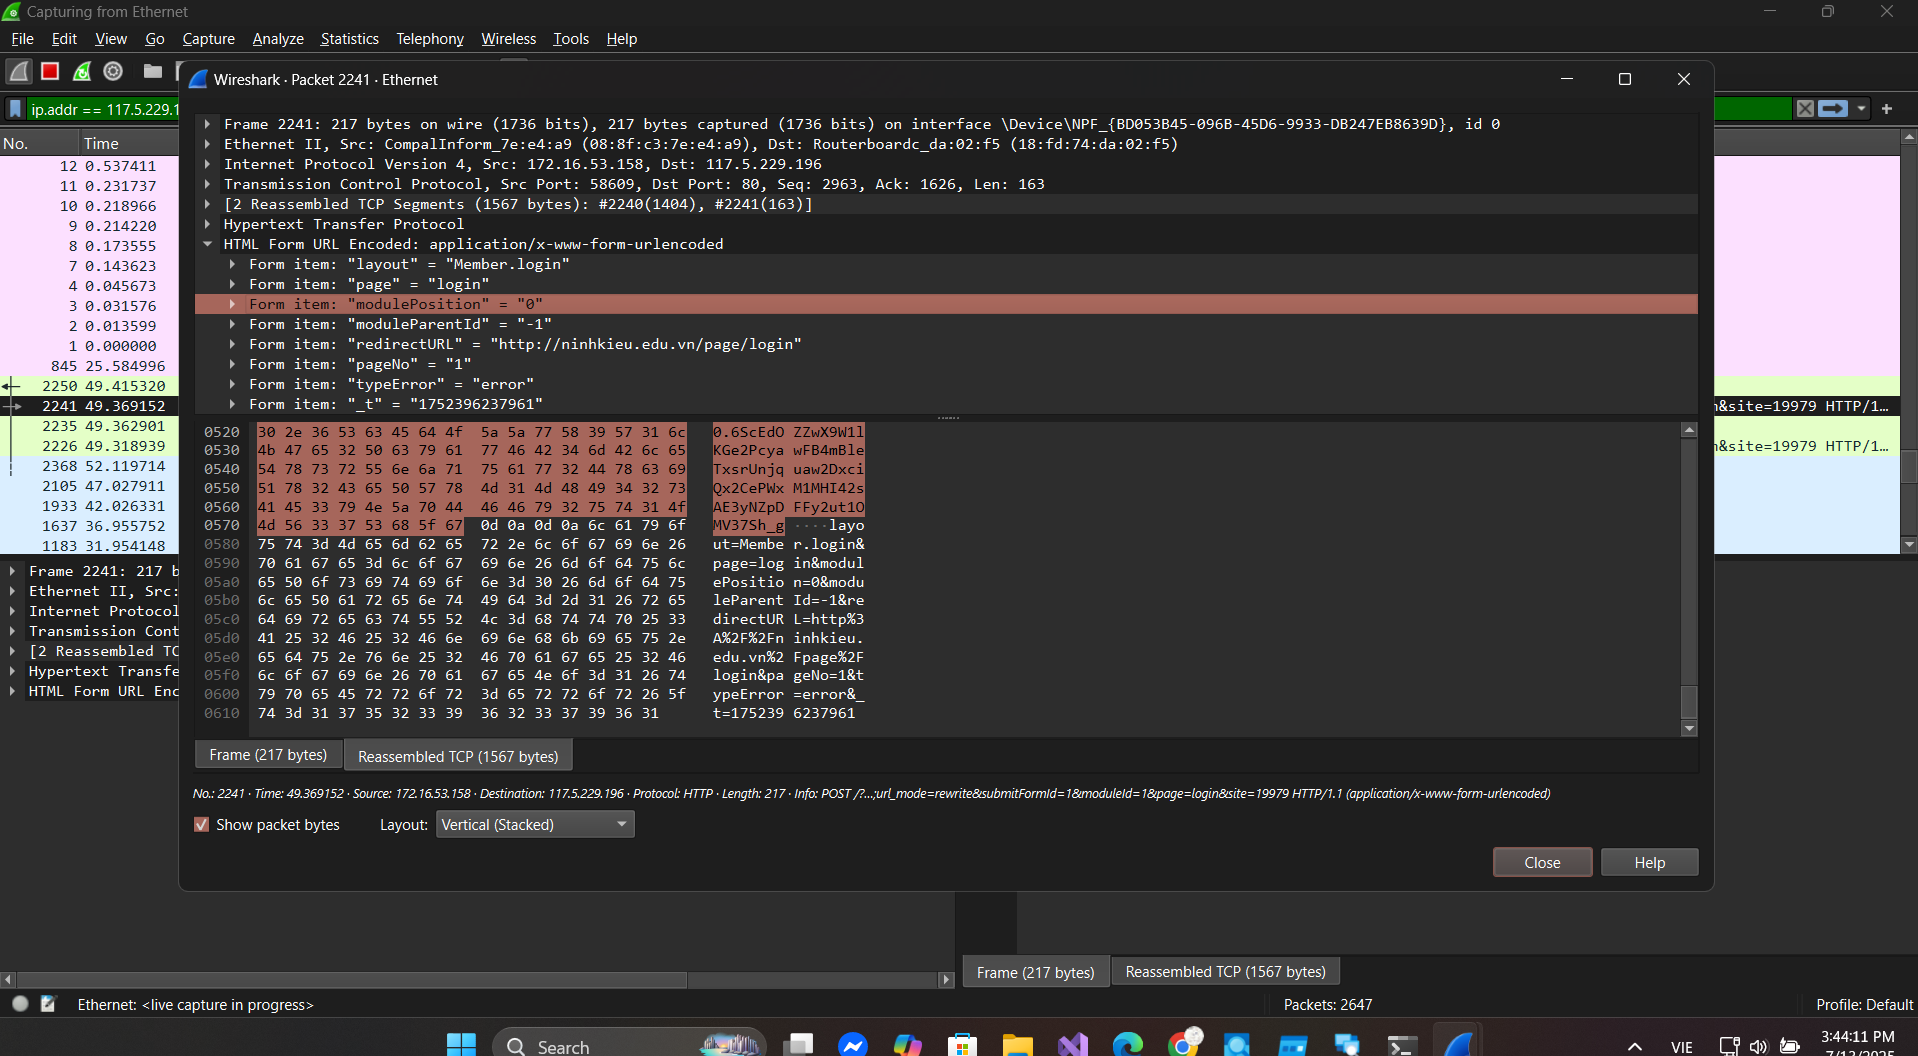 Capturing from Ethernet
File Edit View Go Capture Analyze Statistics Telephony Wireless Tools Help
Wireshark · Packet 2241 · Ethernet
ip.addr == 117.5.229.1
No. Time
12 0.537411
11 0.231737
10 0.218966
9 0.214220
8 0.173555
7 0.143623
4 0.045673
3 0.031576
2 0.013599
1 0.000000
845 25.584996
2250 49.415320
2241 49.369152
2235 49.362901
2226 49.318939
2368 52.119714
2105 47.027911
1933 42.026331
1637 36.955752
1183 31.954148
&site=19979 HTTP/1...
&site=19979 HTTP/1...
Frame 2241: 217 bytes on wire (1736 bits), 217 bytes captured (1736 bits) on interface \Device\NPF_{BD053B45-096B-45D6-9933-DB247EB8639D}, id 0
Ethernet II, Src: CompalInform_7e:e4:a9 (08:8f:c3:7e:e4:a9), Dst: Routerboardc_da:02:f5 (18:fd:74:da:02:f5)
Internet Protocol Version 4, Src: 172.16.53.158, Dst: 117.5.229.196
Transmission Control Protocol, Src Port: 58609, Dst Port: 80, Seq: 2963, Ack: 1626, Len: 163
[2 Reassembled TCP Segments (1567 bytes): #2240(1404), #2241(163)]
Hypertext Transfer Protocol
HTML Form URL Encoded: application/x-www-form-urlencoded
Form item: "layout" = "Member.login"
Form item: "page" = "login"
Form item: "modulePosition" = "0"
Form item: "moduleParentId" = "-1"
Form item: "redirectURL" = "http://ninhkieu.edu.vn/page/login"
Form item: "pageNo" = "1"
Form item: "typeError" = "error"
Form item: "_t" = "1752396237961"
0520 30 2e 36 53 63 45 64 4f 5a 5a 77 58 39 57 31 6c 0.6ScEdO ZZwX9W1l
0530 4b 47 65 32 50 63 79 61 77 46 42 34 6d 42 6c 65 KGe2Pcya wFB4mBle
0540 54 78 73 72 55 6e 6a 71 75 61 77 32 44 78 63 69 TxsrUnjq uaw2Dxci
0550 51 78 32 43 65 50 57 78 4d 31 4d 48 49 34 32 73 Qx2CePWx M1MHI42s
0560 41 45 33 79 4e 5a 70 44 46 46 79 32 75 74 31 4f AE3yNZpD FFy2ut1O
0570 4d 56 33 37 53 68 5f 67 0d 0a 0d 0a 6c 61 79 6f MV37Sh_g ····layo
0580 75 74 3d 4d 65 6d 62 65 72 2e 6c 6f 67 69 6e 26 ut=Membe r.login&
0590 70 61 67 65 3d 6c 6f 67 69 6e 26 6d 6f 64 75 6c page=log in&modul
05a0 65 50 6f 73 69 74 69 6f 6e 3d 30 26 6d 6f 64 75 ePositio n=0&modu
05b0 6c 65 50 61 72 65 6e 74 49 64 3d 2d 31 26 72 65 leParent Id=-1&re
05c0 64 69 72 65 63 74 55 52 4c 3d 68 74 74 70 25 33 directUR L=http%3
05d0 41 25 32 46 25 32 46 6e 69 6e 68 6b 69 65 75 2e A%2F%2Fn inhkieu.
05e0 65 64 75 2e 76 6e 25 32 46 70 61 67 65 25 32 46 edu.vn%2 Fpage%2F
05f0 6c 6f 67 69 6e 26 70 61 67 65 4e 6f 3d 31 26 74 login&pa geNo=1&t
0600 79 70 65 45 72 72 6f 72 3d 65 72 72 6f 72 26 5f ypeError =error&_
0610 74 3d 31 37 35 32 33 39 36 32 33 37 39 36 31 t=175239 6237961
Frame (217 bytes) Reassembled TCP (1567 bytes)
No.: 2241 · Time: 49.369152 · Source: 172.16.53.158 · Destination: 117.5.229.196 · Protocol: HTTP · Length: 217 · Info: POST /?...;url_mode=rewrite&submitFormId=1&moduleId=1&page=login&site=19979 HTTP/1.1 (application/x-www-form-urlencoded)
Show packet bytes Layout: Vertical (Stacked)
Close Help
Frame 2241: 217 b
Ethernet II, Src:
Internet Protocol
Transmission Cont
[2 Reassembled TC
Hypertext Transfe
HTML Form URL Enc
Frame (217 bytes) Reassembled TCP (1567 bytes)
Ethernet: <live capture in progress> Packets: 2647 Profile: Default
Search
VIE
3:44:11 PM
7/13/2025